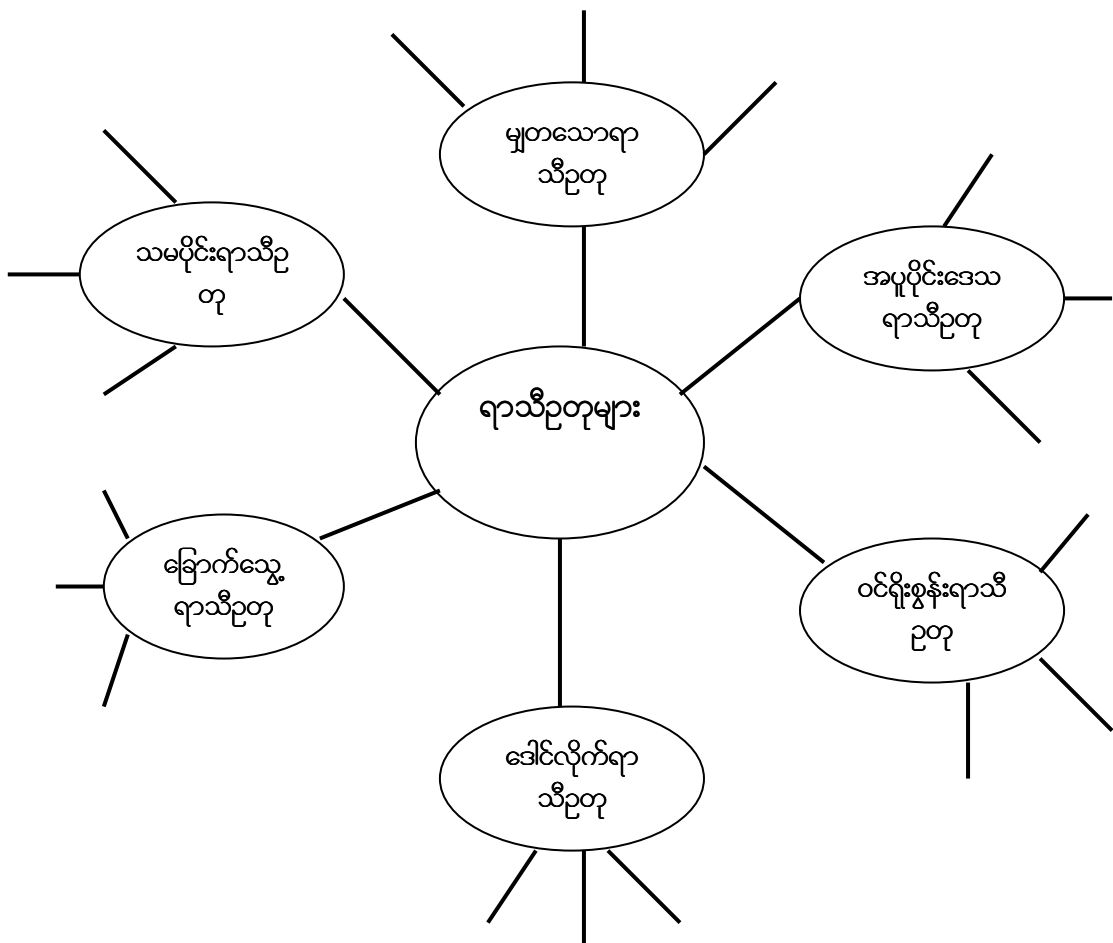 မျှတသောရာ
သီဥတု
သမပိုင်းရာသီဥ
တု
အပူပိုင်းဒေသ
ရာသီဥတု
ရာသီဥတုများ
ခြောက်သွေ့
ရာသီဥတု
ဝင်ရိုးစွန်းရာသီ
ဥတု
ဒေါင်လိုက်ရာ
သီဥတု